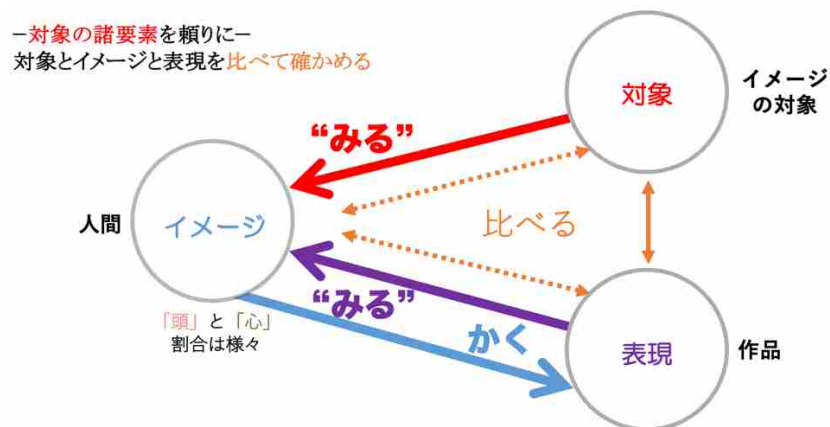 −対象の諸要素を頼りに−
対象とイメージと表現を比べて確かめる
対象
イメージ
の対象
“みる”
人間
イメージ
比べる
“みる”
「頭」と「心」
割合は様々
かく
表現
作品